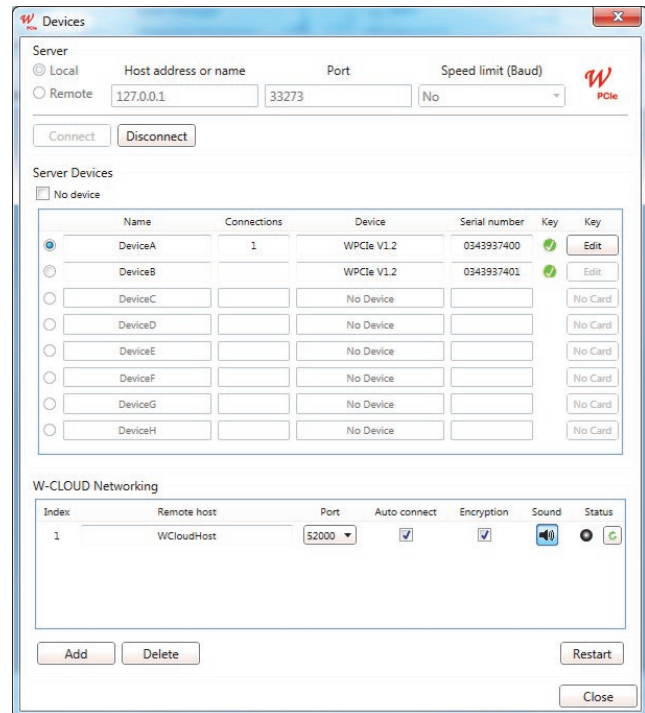 W PCIe Devices x
Server
Local Host address or name Port Speed limit (Baud)
Remote 127.0.0.1 33273 No W PCIe
Connect Disconnect
Server Devices
No device
Name Connections Device Serial number Key Key
DeviceA 1 WPCIe V1.2 0343937400 Edit
DeviceB WPCIe V1.2 0343937401 Edit
DeviceC No Device No Card
DeviceD No Device No Card
DeviceE No Device No Card
DeviceF No Device No Card
DeviceG No Device No Card
DeviceH No Device No Card
W-CLOUD Networking
Index Remote host Port Auto connect Encryption Sound Status
1 WCloudHost 52000
Add Delete Restart
Close